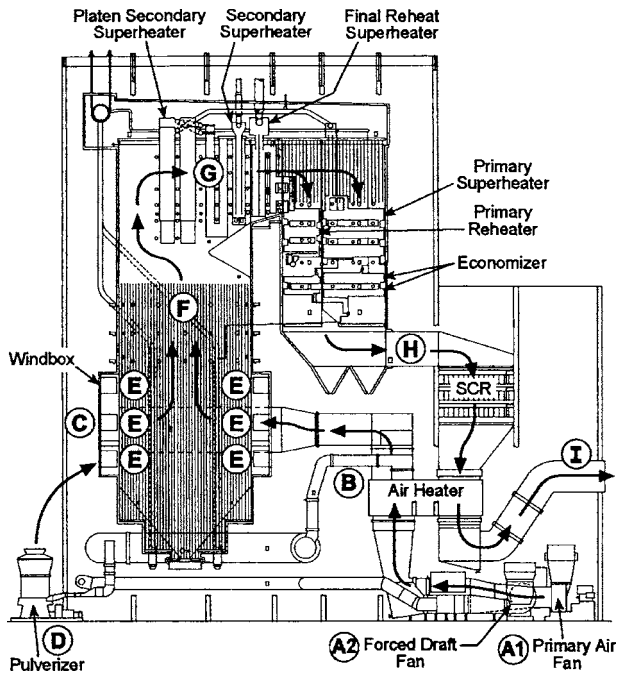 Platen Secondary
Superheater
Secondary
Superheater
Final Reheat
Superheater
G
Primary
Superheater
Primary
Reheater
Economizer
F
H
Windbox
SCR
E
E
C
E
E
E
E
I
B
Air Heater
D
Pulverizer
A2
Forced Draft
Fan
A1
Primary Air
Fan